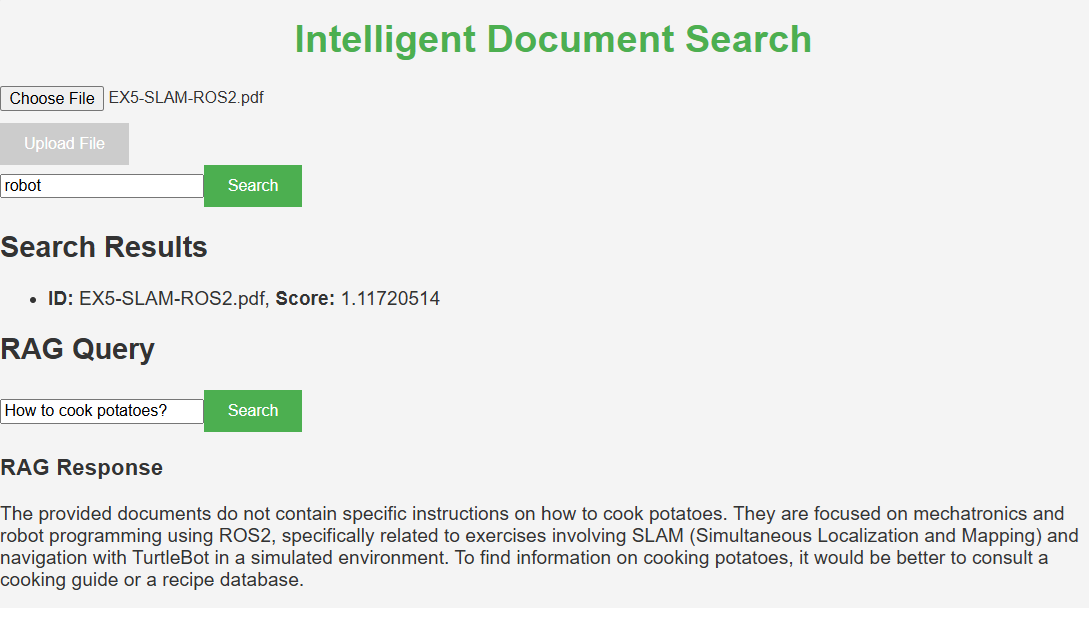 Intelligent Document Search
Choose File EX5-SLAM-ROS2.pdf
Upload File
robot Search
Search Results
• ID: EX5-SLAM-ROS2.pdf, Score: 1.11720514
RAG Query
How to cook potatoes? Search
RAG Response
The provided documents do not contain specific instructions on how to cook potatoes. They are focused on mechatronics and
robot programming using ROS2, specifically related to exercises involving SLAM (Simultaneous Localization and Mapping) and
navigation with TurtleBot in a simulated environment. To find information on cooking potatoes, it would be better to consult a
cooking guide or a recipe database.